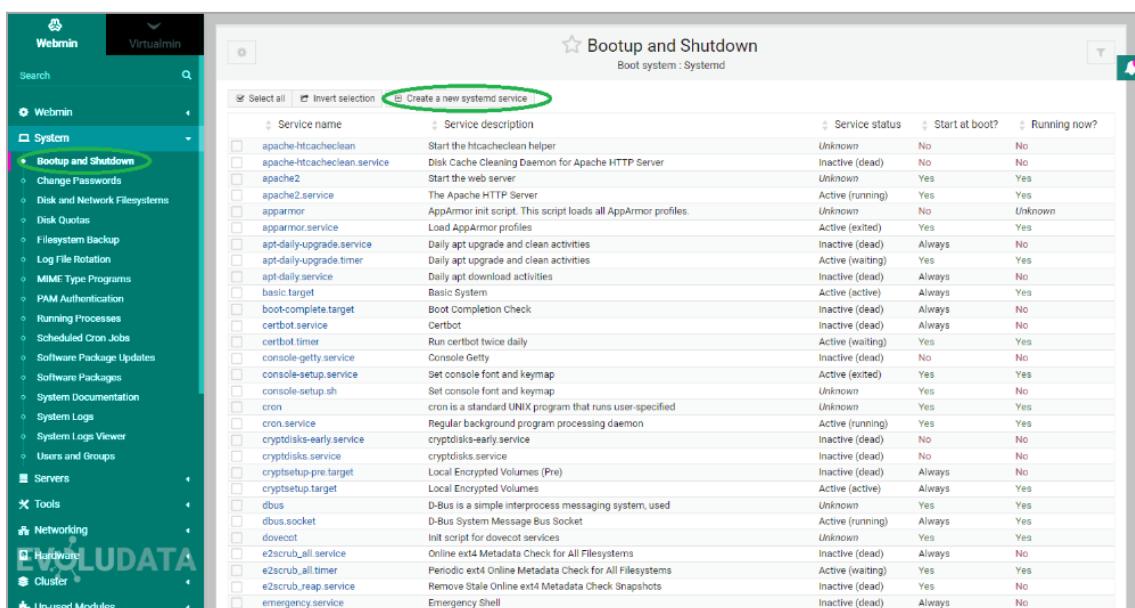 Webmin
Virtualmin
Search
Webmin
System
Bootup and Shutdown
Change Passwords
Disk and Network Filesystems
Disk Quotas
Filesystem Backup
Log File Rotation
MIME Type Programs
PAM Authentication
Running Processes
Scheduled Cron Jobs
Software Package Updates
Software Packages
System Documentation
System Logs
System Logs Viewer
Users and Groups
Servers
Tools
Networking
Hardware
EVOLUDATA
Cluster
Un-used Modules
Bootup and Shutdown
Boot system : Systemd
Select all Invert selection Create a new systemd service
Service name Service description Service status Start at boot? Running now?
apache-htcacheclean Start the htcacheclean helper Unknown No No
apache-htcacheclean.service Disk Cache Cleaning Daemon for Apache HTTP Server Inactive (dead) No No
apache2 Start the web server Unknown Yes Yes
apache2.service The Apache HTTP Server Active (running) Yes Yes
apparmor AppArmor init script. This script loads all AppArmor profiles. Unknown No Unknown
apparmor.service Load AppArmor profiles Active (exited) Yes Yes
apt-daily-upgrade.service Daily apt upgrade and clean activities Inactive (dead) Always No
apt-daily-upgrade.timer Daily apt upgrade and clean activities Active (waiting) Yes Yes
apt-daily.service Daily apt download activities Inactive (dead) Always No
basic.target Basic System Active (active) Always Yes
boot-complete.target Boot Completion Check Inactive (dead) Always No
certbot.service Certbot Inactive (dead) Always No
certbot.timer Run certbot twice daily Active (waiting) Yes Yes
console-getty.service Console Getty Inactive (dead) No No
console-setup.service Set console font and keymap Active (exited) Yes Yes
console-setup.sh Set console font and keymap Unknown Yes No
cron cron is a standard UNIX program that runs user-specified Unknown Yes Yes
cron.service Regular background program processing daemon Active (running) Yes Yes
cryptdisks-early.service cryptdisks-early.service Inactive (dead) No No
cryptdisks.service cryptdisks.service Inactive (dead) No No
cryptsetup-pre.target Local Encrypted Volumes (Pre) Inactive (dead) Always No
cryptsetup.target Local Encrypted Volumes Active (active) Always Yes
dbus D-Bus is a simple interprocess messaging system, used Unknown Yes Yes
dbus.socket D-Bus System Message Bus Socket Active (running) Always Yes
dovecot Init script for dovecot services Unknown Yes Yes
e2scrub_all.service Online ext4 Metadata Check for All Filesystems Inactive (dead) Always No
e2scrub_all.timer Periodic ext4 Online Metadata Check for All Filesystems Active (waiting) Yes Yes
e2scrub_reap.service Remove Stale Online ext4 Metadata Check Snapshots Inactive (dead) Yes No
emergency.service Emergency Shell Inactive (dead) Always No